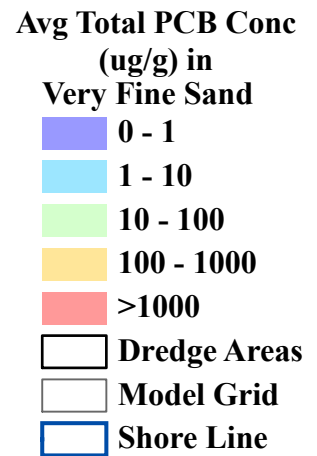 Avg Total PCB Conc
(ug/g) in
Very Fine Sand
0 - 1
1 - 10
10 - 100
100 - 1000
>1000
Dredge Areas
Model Grid
Shore Line